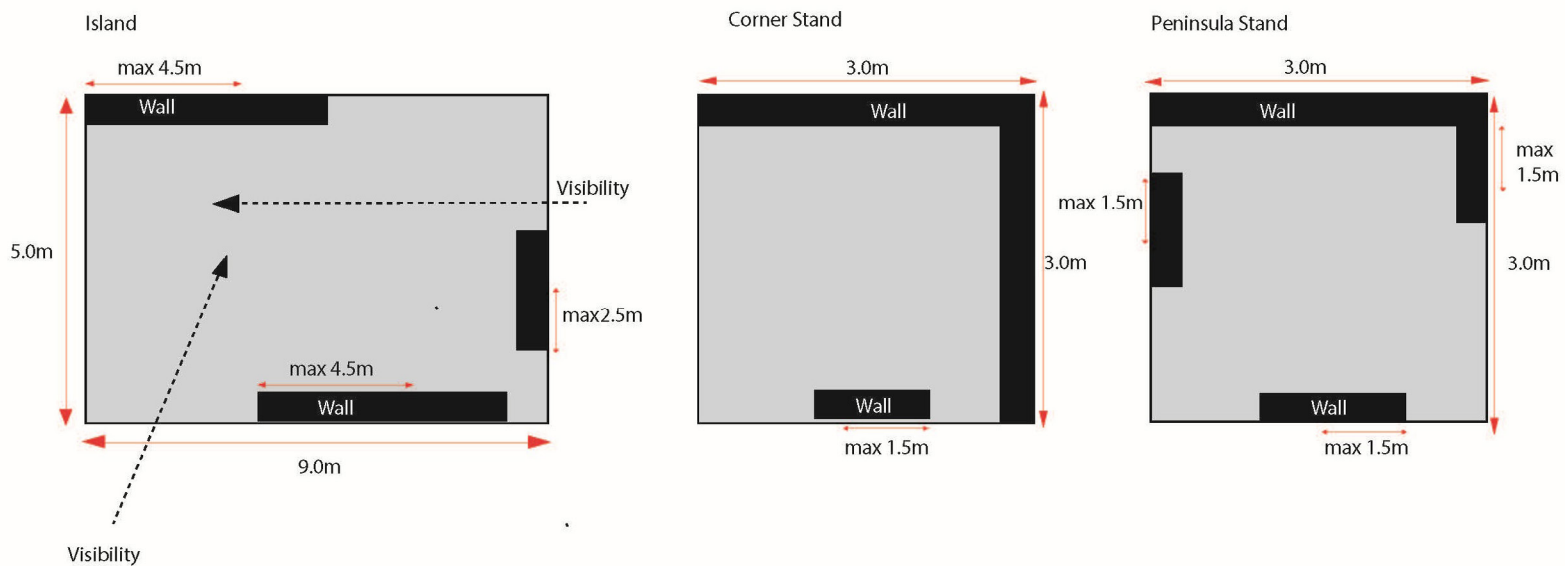 Island
max 4.5m
Wall
Visibility
5.0m
max2.5m
max 4.5m
Wall
9.0m
Visibility
Corner Stand
3.0m
Wall
3.0m
Wall
max 1.5m
Peninsula Stand
3.0m
Wall
max
1.5m
max 1.5m
3.0m
Wall
max 1.5m